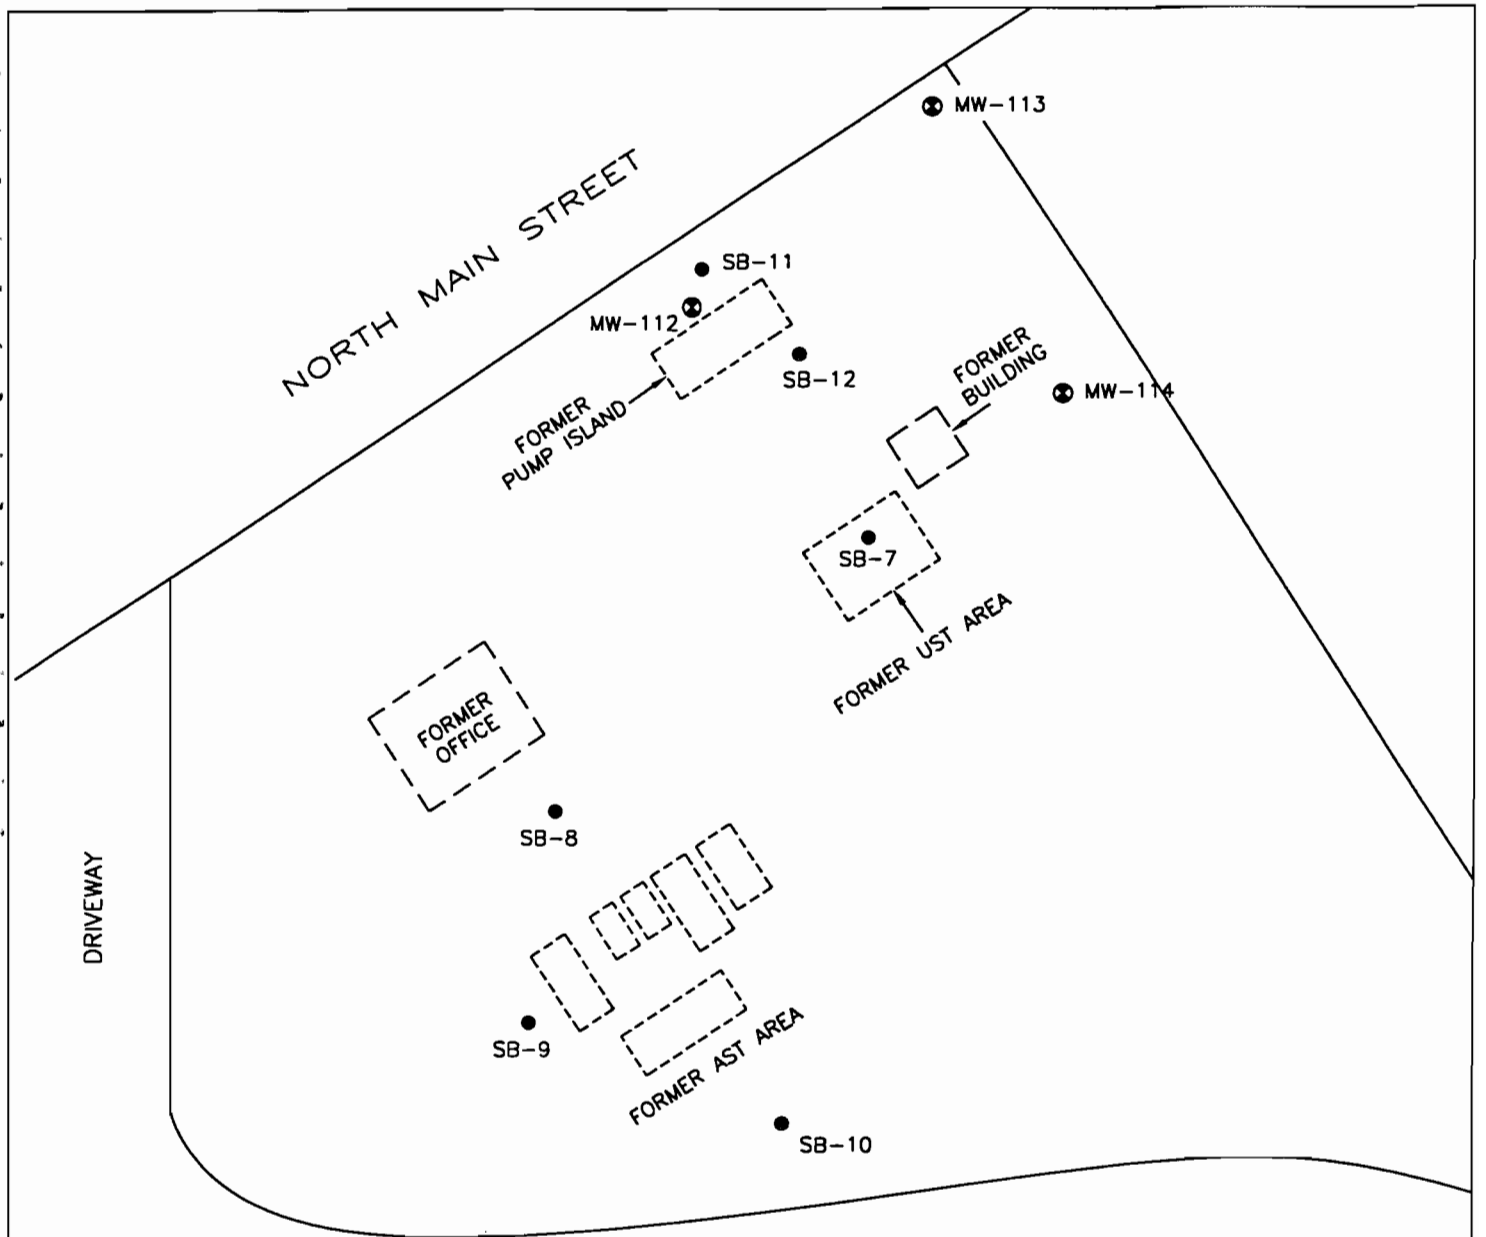 MW-113
NORTH MAIN STREET
SB-11
MW-112
SB-12
FORMER
BUILDING
MW-114
FORMER
PUMP ISLAND
SB-7
FORMER UST AREA
FORMER
OFFICE
SB-8
DRIVEWAY
SB-9
FORMER AST AREA
SB-10